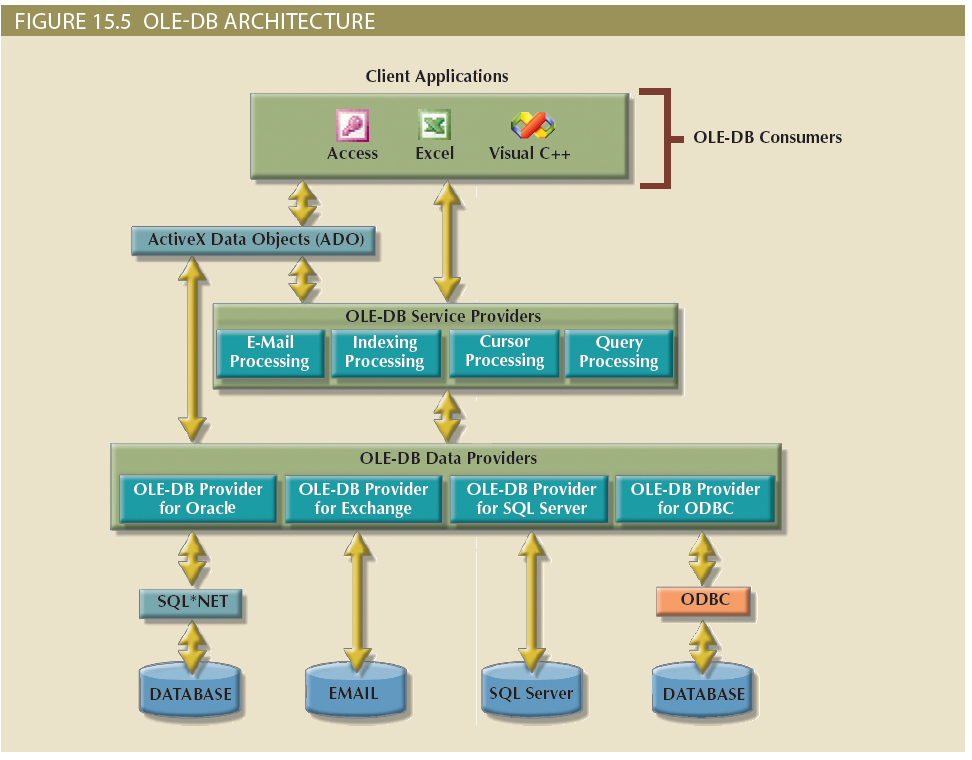 FIGURE 15.5 OLE-DB ARCHITECTURE
Client Applications
Access
Excel
Visual C++
OLE-DB Consumers
ActiveX Data Objects (ADO)
OLE-DB Service Providers
E-Mail
Processing
Indexing
Processing
Cursor
Processing
Query
Processing
OLE-DB Data Providers
OLE-DB Provider
for Oracle
OLE-DB Provider
for Exchange
OLE-DB Provider
for SQL Server
OLE-DB Provider
for ODBC
SQL*NET
ODBC
DATABASE
EMAIL
SQL Server
DATABASE